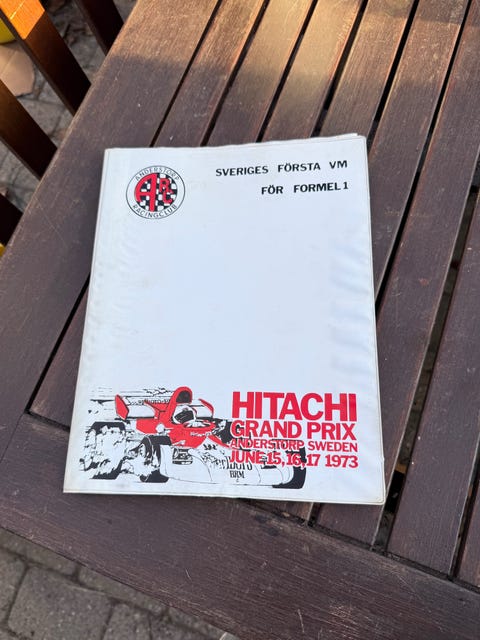 ANDERSTORP
ARC
RACINGCLUB
SVERIGES FÖRSTA VM
FÖR FORMEL 1
HITACHI
GRAND PRIX
ANDERSTORP SWEDEN
JUNE 15,16,17 1973
BRM